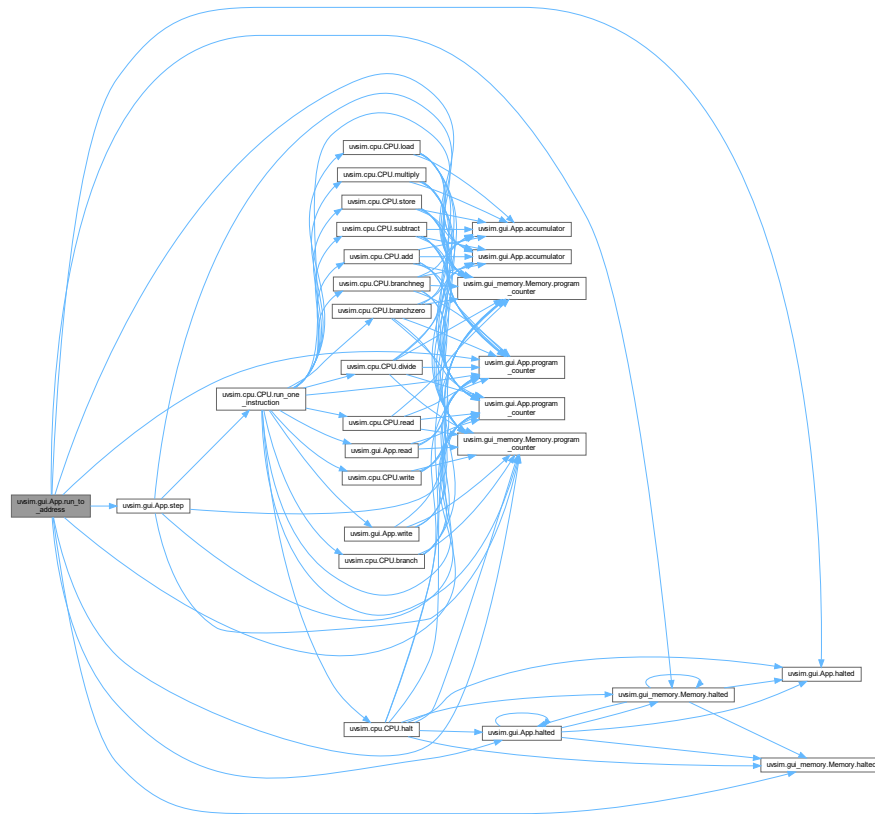 uvsim.cpu.CPU.load
uvsim.cpu.CPU.multiply
uvsim.cpu.CPU.store
uvsim.cpu.CPU.subtract
uvsim.gui.App.accumulator
uvsim.cpu.CPU.add
uvsim.gui.App.accumulator
uvsim.cpu.CPU.branchneg
uvsim.gui_memory.Memory.program
_counter
uvsim.cpu.CPU.branchzero
uvsim.cpu.CPU.divide
uvsim.gui.App.program
_counter
uvsim.cpu.CPU.run_one
_instruction
uvsim.gui.App.program
_counter
uvsim.cpu.CPU.read
uvsim.gui.App.read
uvsim.gui_memory.Memory.program
_counter
uvsim.cpu.CPU.write
uvsim.gui.App.run_to
_address
uvsim.gui.App.step
uvsim.gui.App.write
uvsim.cpu.CPU.branch
uvsim.gui.App.halted
uvsim.gui_memory.Memory.halted
uvsim.cpu.CPU.halt
uvsim.gui.App.halted
uvsim.gui_memory.Memory.halted